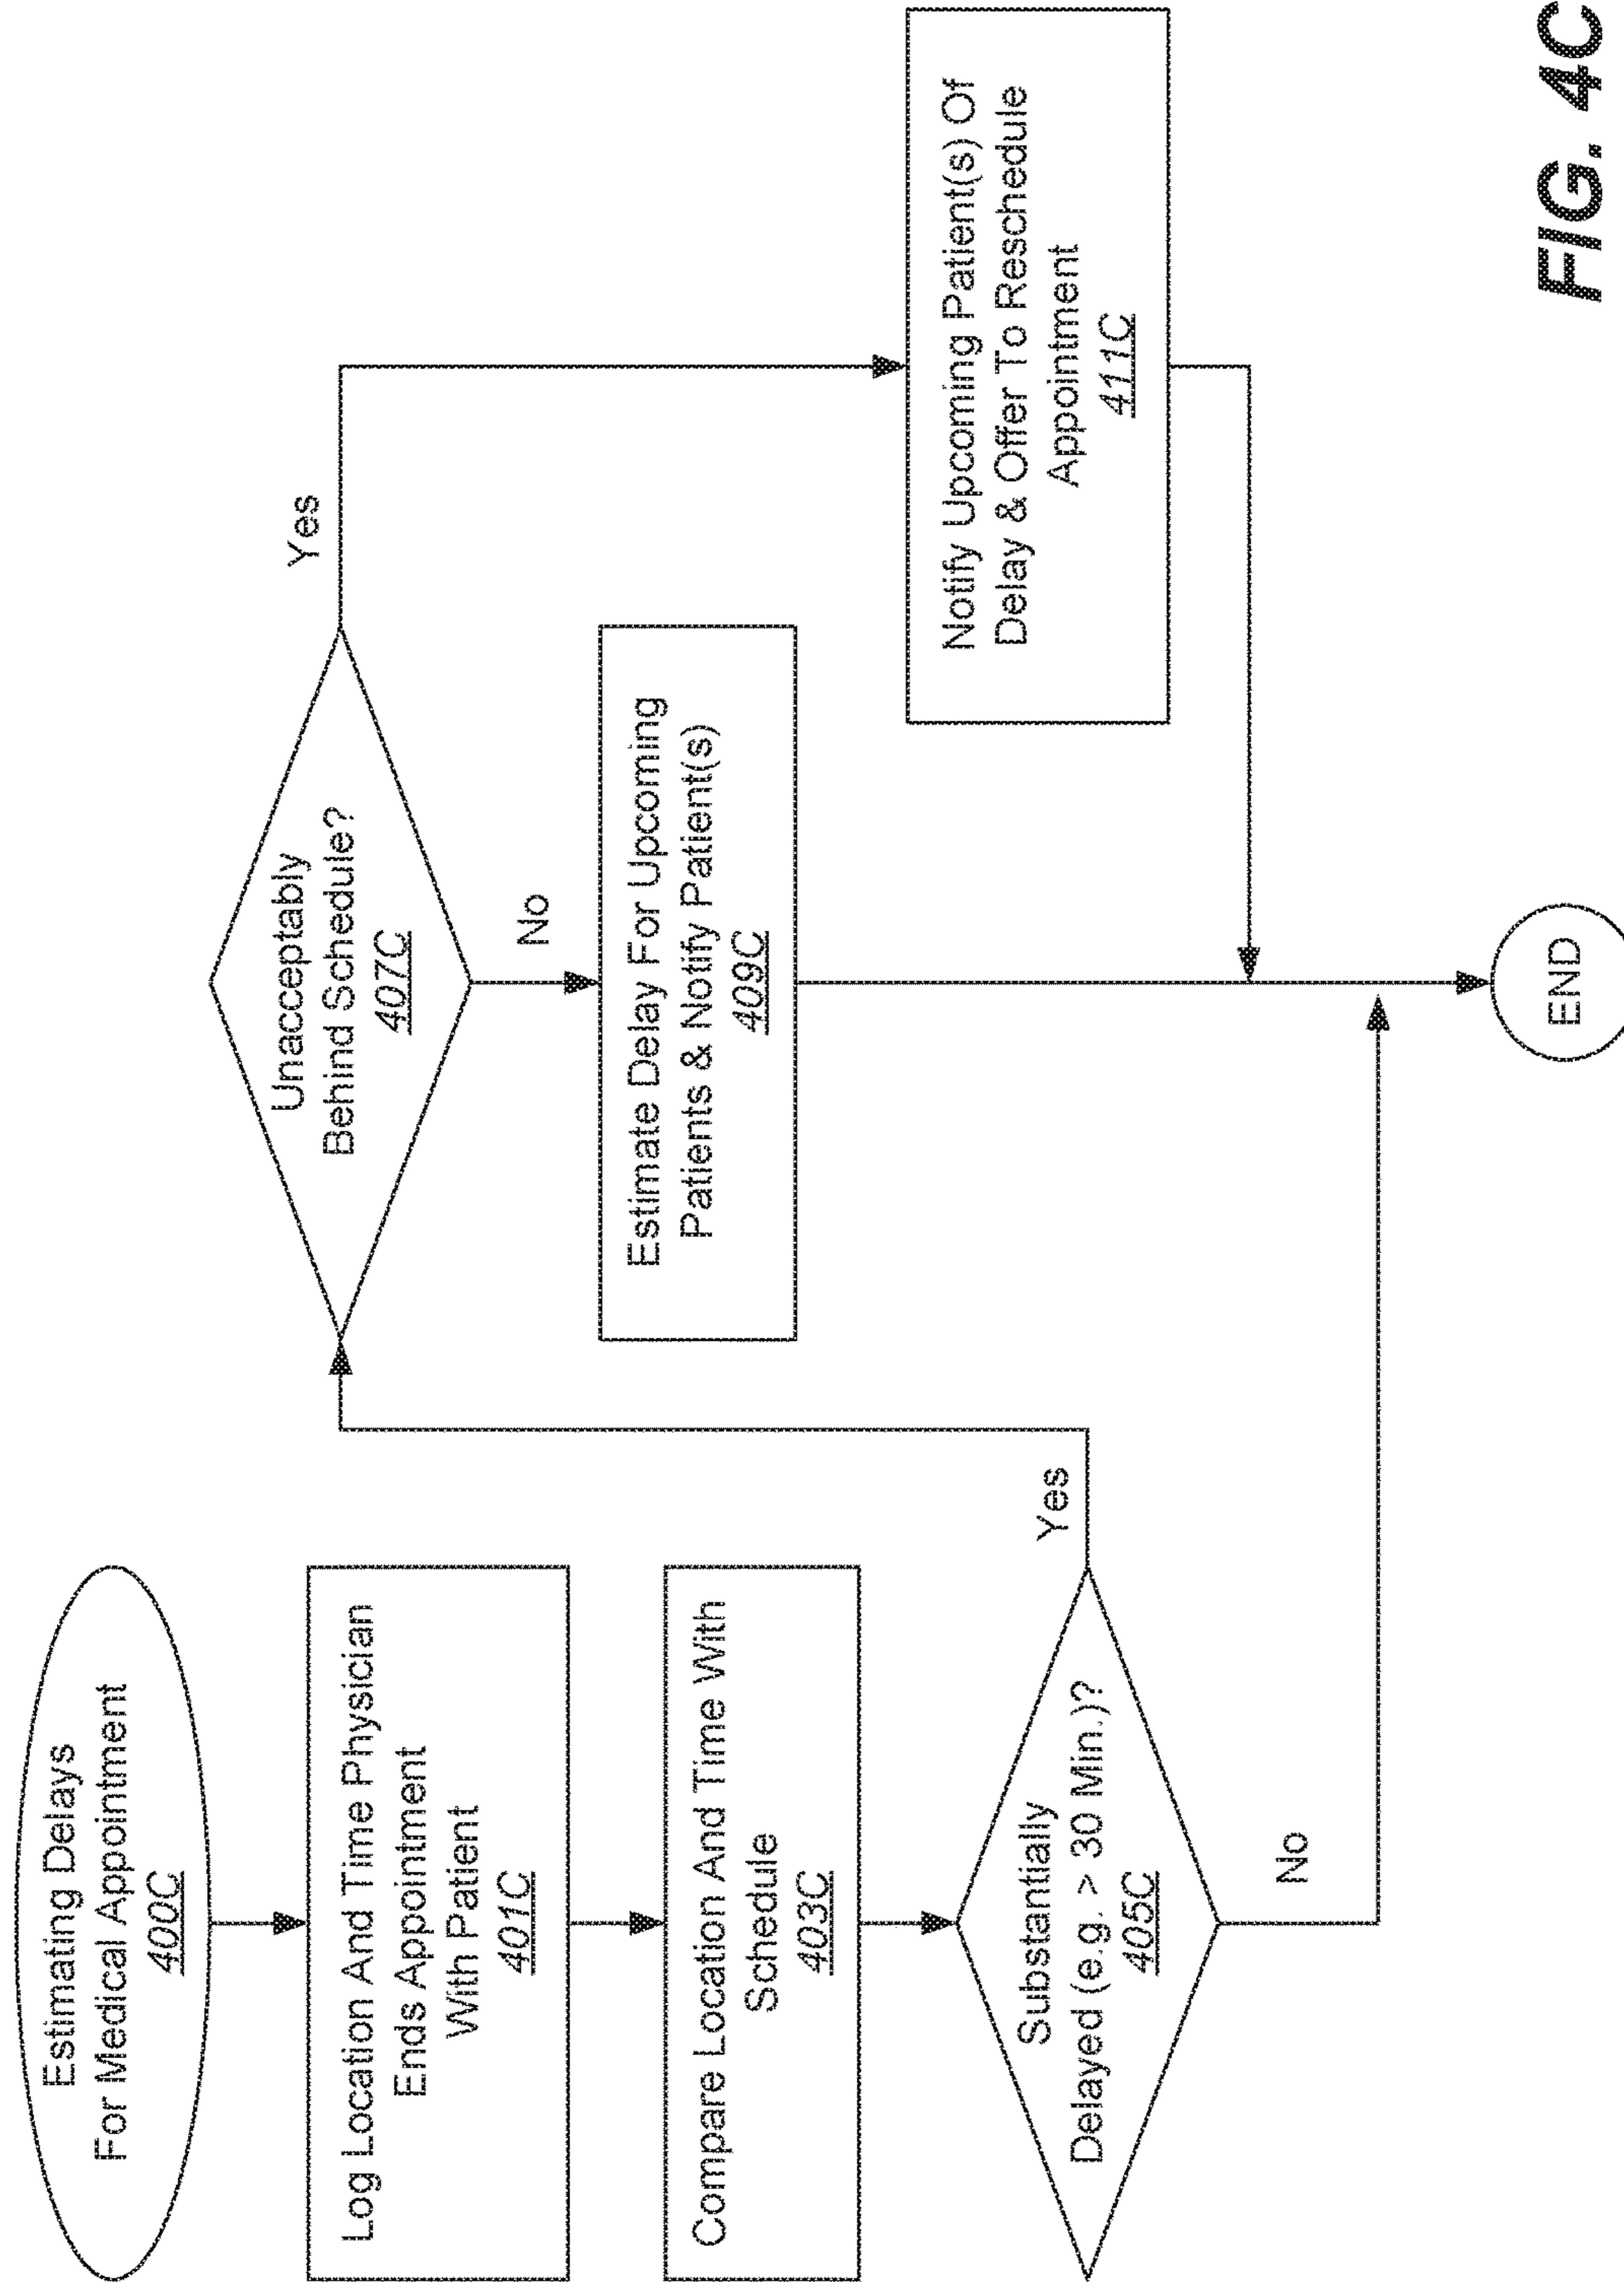 Estimating Delays
For Medical Appointment
400C
Log Location And Time Physician
Ends Appointment
With Patient
401C
Compare Location And Time With
Schedule
403C
Substantially
Delayed (e.g. > 30 Min.)?
405C
Yes
No
Unacceptably
Behind Schedule?
407C
Yes
No
Estimate Delay For Upcoming
Patients & Notify Patient(s)
409C
Notify Upcoming Patient(s) Of
Delay & Offer To Reschedule
Appointment
411C
END
FIG. 4C